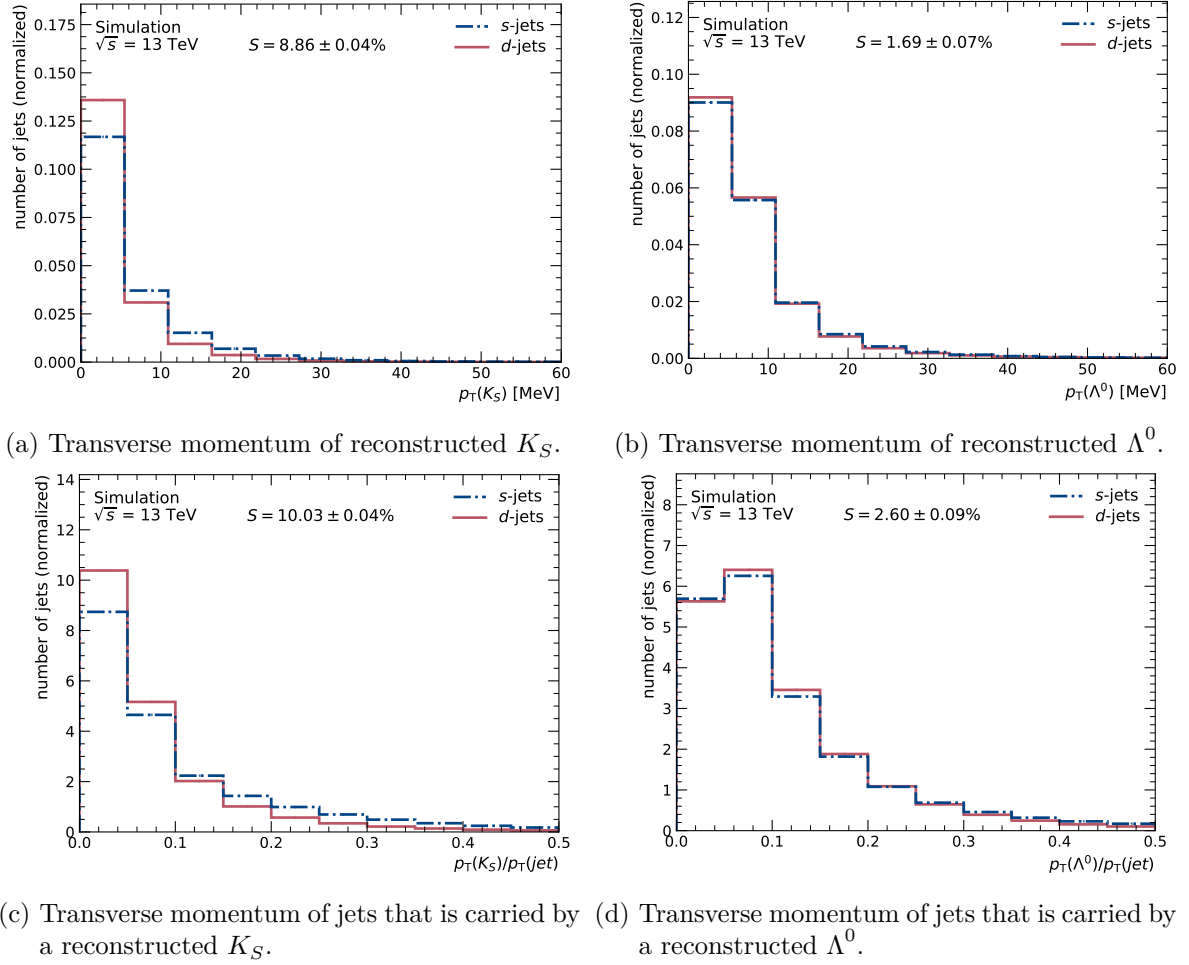 number of jets (normalized)
0.175
0.150
0.125
0.100
0.075
0.050
0.025
0.000
Simulation
√s = 13 TeV
S = 8.86 ± 0.04%
s-jets
d-jets
0 10 20 30 40 50 60
p_T(K_S) [MeV]
number of jets (normalized)
0.12
0.10
0.08
0.06
0.04
0.02
0.00
Simulation
√s = 13 TeV
S = 1.69 ± 0.07%
s-jets
d-jets
0 10 20 30 40 50 60
p_T(Λ⁰) [MeV]
(a) Transverse momentum of reconstructed K_S.
(b) Transverse momentum of reconstructed Λ⁰.
number of jets (normalized)
14
12
10
8
6
4
2
0
Simulation
√s = 13 TeV
S = 10.03 ± 0.04%
s-jets
d-jets
0.0 0.1 0.2 0.3 0.4 0.5
p_T(K_S)/p_T(jet)
number of jets (normalized)
8
7
6
5
4
3
2
1
0
Simulation
√s = 13 TeV
S = 2.60 ± 0.09%
s-jets
d-jets
0.0 0.1 0.2 0.3 0.4 0.5
p_T(Λ⁰)/p_T(jet)
(c) Transverse momentum of jets that is carried by
a reconstructed K_S.
(d) Transverse momentum of jets that is carried by
a reconstructed Λ⁰.